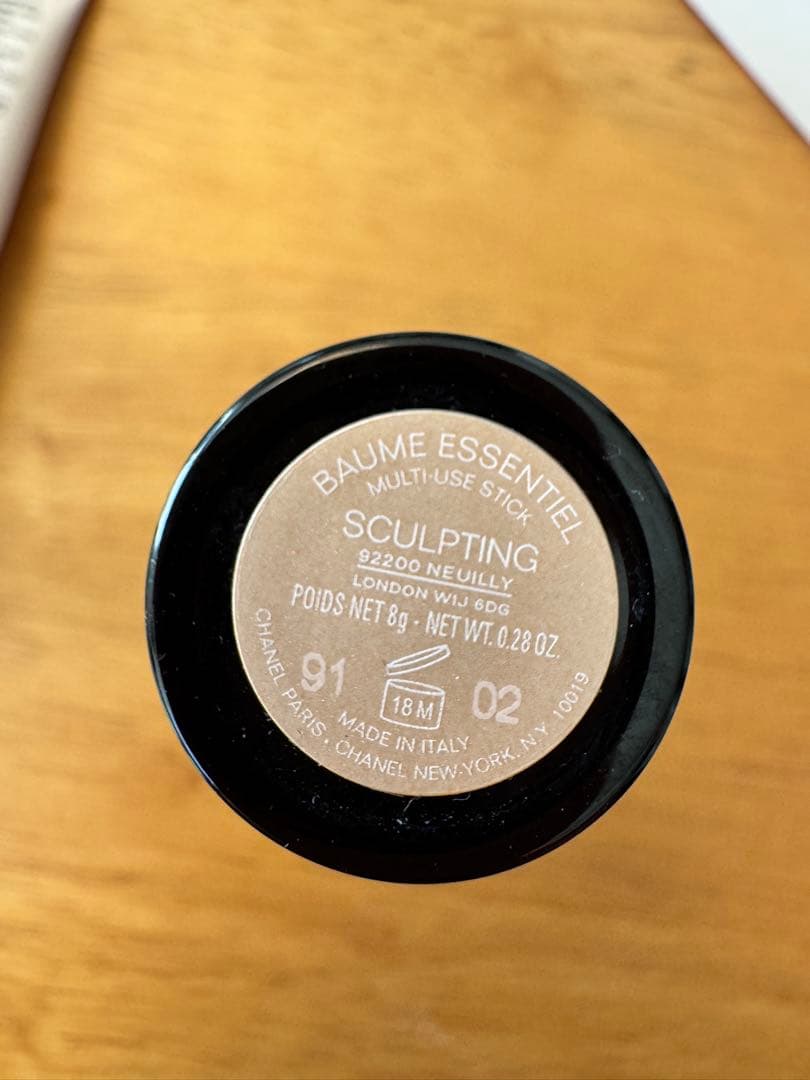 BAUME ESSENTIEL
MULTI-USE STICK
SCULPTING
92200 NEUILLY
LONDON W1J 6DG
POIDS NET 8g - NET WT. 0.28 OZ.
91 18 M 02
MADE IN ITALY
CHANEL PARIS . CHANEL NEW-YORK. N.Y. 10019